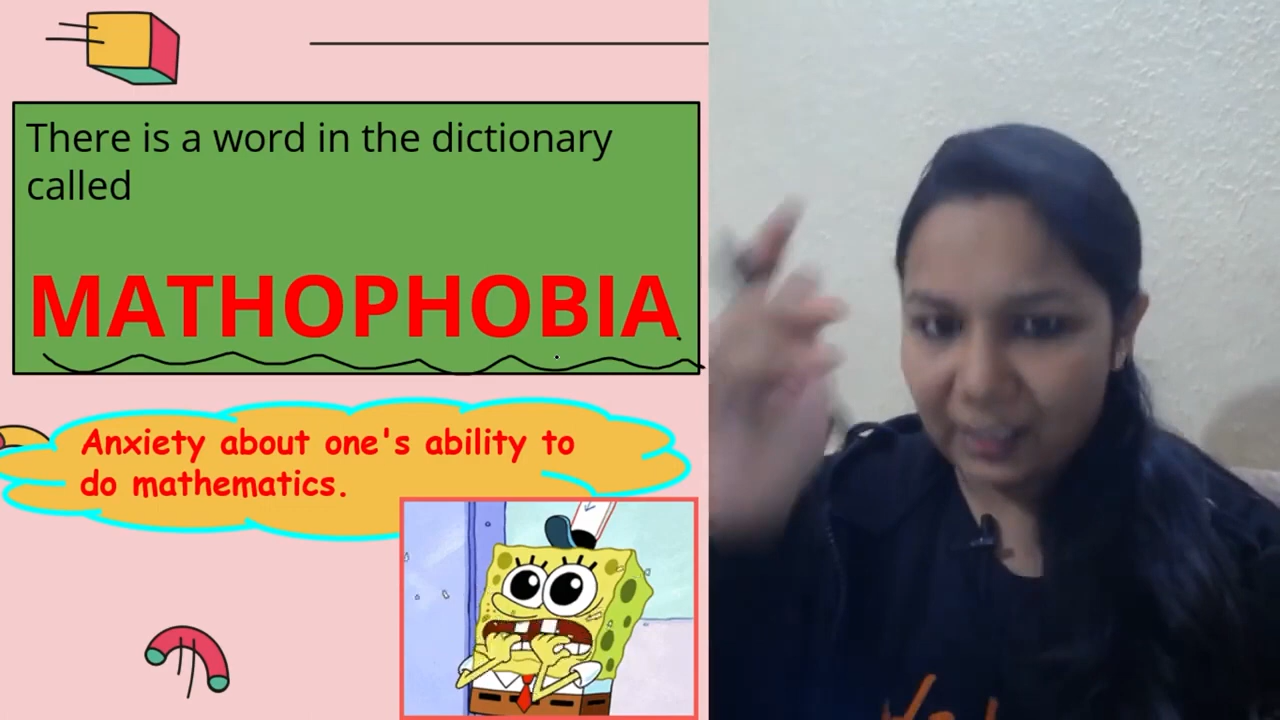 There is a word in the dictionary
called
MATHOPHOBIA
Anxiety about one's ability to
do mathematics.